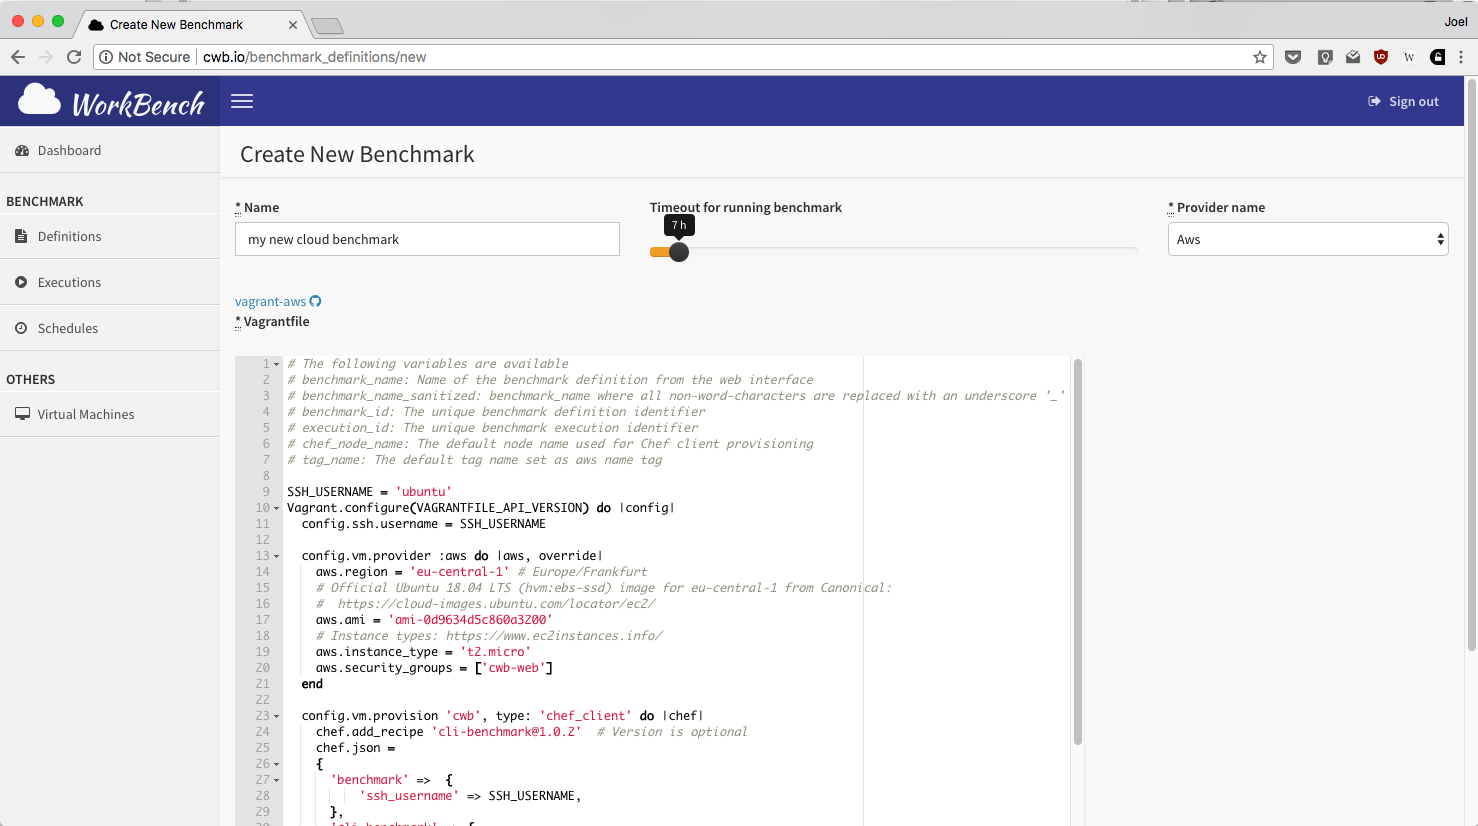 Create New Benchmark
Joel
Not Secure
cwb.io/benchmark_definitions/new
WorkBench
Sign out
Dashboard
BENCHMARK
Definitions
Executions
Schedules
OTHERS
Virtual Machines
Create New Benchmark
* Name
my new cloud benchmark
Timeout for running benchmark
7 h
* Provider name
Aws
vagrant-aws
* Vagrantfile
1 # The following variables are available
2 # benchmark_name: Name of the benchmark definition from the web interface
3 # benchmark_name_sanitized: benchmark_name where all non-word-characters are replaced with an underscore '_'
4 # benchmark_id: The unique benchmark definition identifier
5 # execution_id: The unique benchmark execution identifier
6 # chef_node_name: The default node name used for Chef client provisioning
7 # tag_name: The default tag name set as aws name tag
8
9 SSH_USERNAME = 'ubuntu'
10 Vagrant.configure(VAGRANTFILE_API_VERSION) do |config|
11 config.ssh.username = SSH_USERNAME
12
13 config.vm.provider :aws do |aws, override|
14 aws.region = 'eu-central-1' # Europe/Frankfurt
15 # Official Ubuntu 18.04 LTS (hvm:ebs-ssd) image for eu-central-1 from Canonical:
16 #  https://cloud-images.ubuntu.com/locator/ec2/
17 aws.ami = 'ami-0d9634d5c860a3200'
18 # Instance types: https://www.ec2instances.info/
19 aws.instance_type = 't2.micro'
20 aws.security_groups = ['cwb-web']
21 end
22
23 config.vm.provision 'cwb', type: 'chef_client' do |chef|
24 chef.add_recipe 'cli-benchmark@1.0.2'  # Version is optional
25 chef.json =
26 {
27 'benchmark' =>  {
28 'ssh_username' => SSH_USERNAME,
29 },